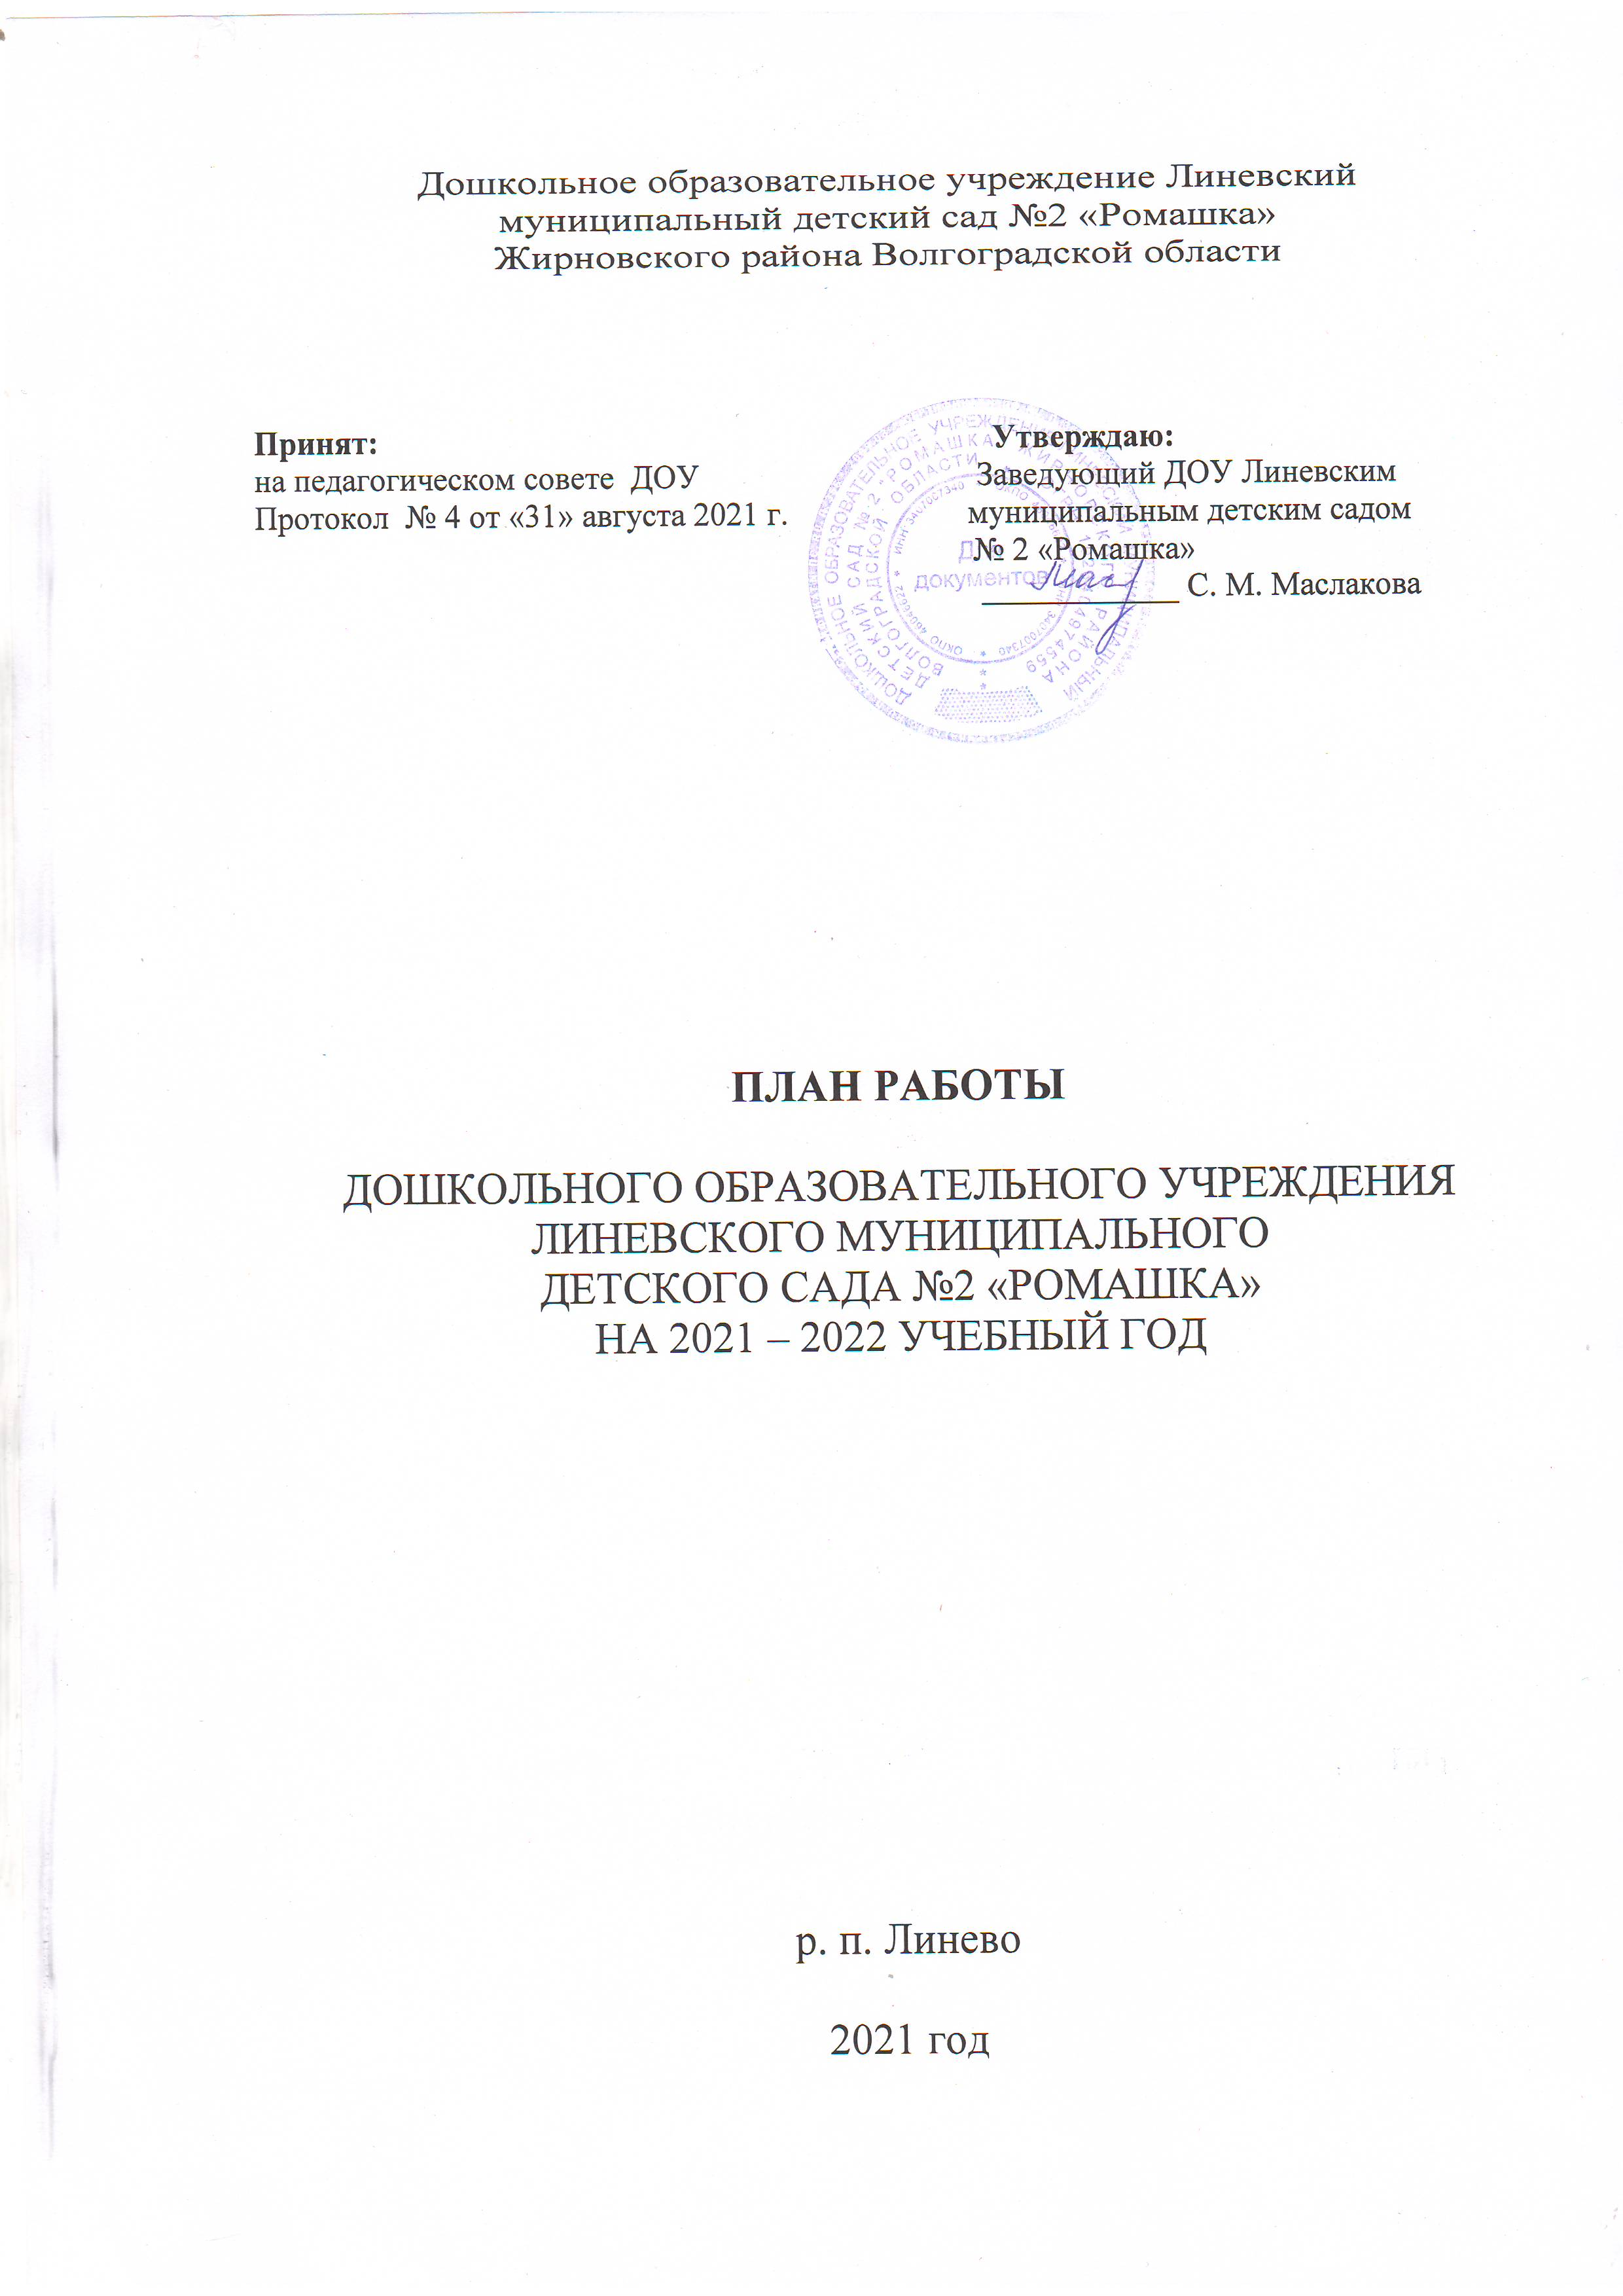 Дошкольное образовательное учреждение Линевский
муниципальный детский сад №2 «Ромашка»
Жирновского района Волгоградской области
Принят:
на педагогическом совете ДОУ
Протокол № 4 от «31» августа 2021 г.
Утверждаю:
Заведующий ДОУ Линевским
муниципальным детским садом
№ 2 «Ромашка»
С. М. Маслакова
документов
ПЛАН РАБОТЫ
ДОШКОЛЬНОГО ОБРАЗОВАТЕЛЬНОГО УЧРЕЖДЕНИЯ
ЛИНЕВСКОГО МУНИЦИПАЛЬНОГО
ДЕТСКОГО САДА №2 «РОМАШКА»
НА 2021 – 2022 УЧЕБНЫЙ ГОД
р. п. Линево
2021 год